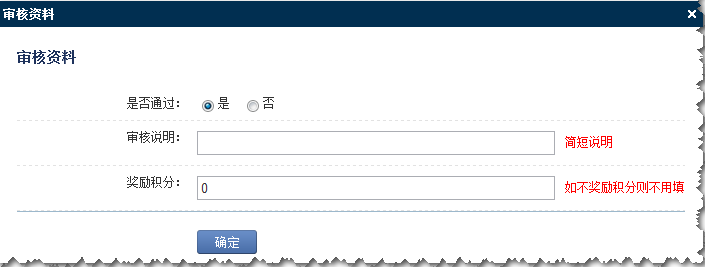 审核资料
审核资料
是否通过： 是 否
审核说明： 简短说明
奖励积分： 0 如不奖励积分则不用填
确定